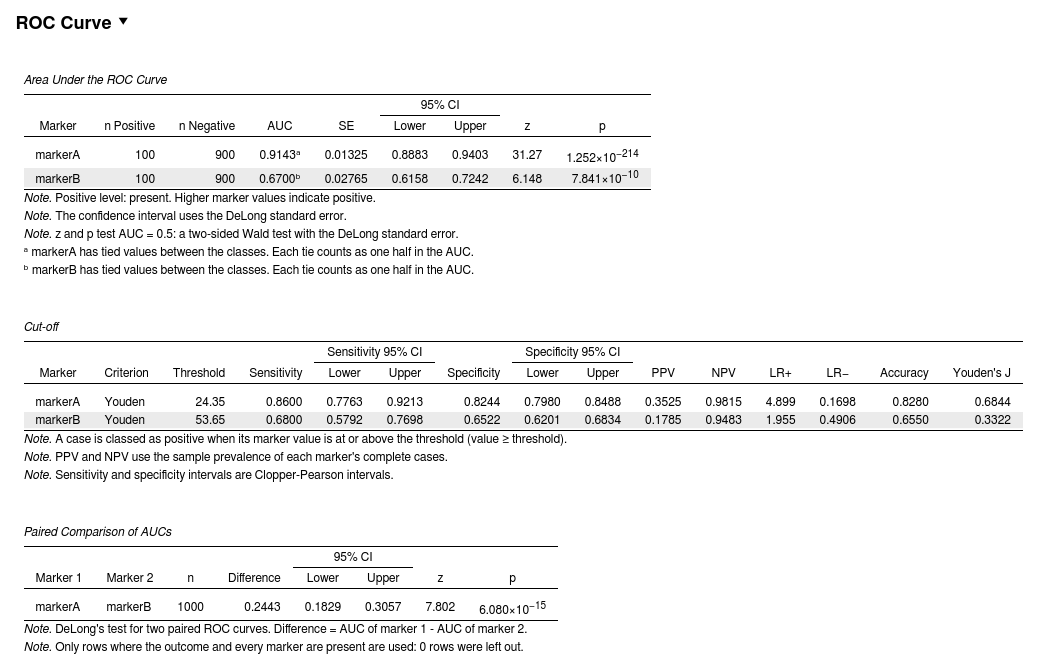 ROC Curve ▼
Area Under the ROC Curve
95% CI
Marker n Positive n Negative AUC SE Lower Upper z p
markerA 100 900 0.9143ᵃ 0.01325 0.8883 0.9403 31.27 1.252×10⁻²¹⁴
markerB 100 900 0.6700ᵇ 0.02765 0.6158 0.7242 6.148 7.841×10⁻¹⁰
Note. Positive level: present. Higher marker values indicate positive.
Note. The confidence interval uses the DeLong standard error.
Note. z and p test AUC = 0.5: a two-sided Wald test with the DeLong standard error.
ᵃ markerA has tied values between the classes. Each tie counts as one half in the AUC.
ᵇ markerB has tied values between the classes. Each tie counts as one half in the AUC.
Cut-off
Sensitivity 95% CI Specificity 95% CI
Marker Criterion Threshold Sensitivity Lower Upper Specificity Lower Upper PPV NPV LR+ LR− Accuracy Youden's J
markerA Youden 24.35 0.8600 0.7763 0.9213 0.8244 0.7980 0.8488 0.3525 0.9815 4.899 0.1698 0.8280 0.6844
markerB Youden 53.65 0.6800 0.5792 0.7698 0.6522 0.6201 0.6834 0.1785 0.9483 1.955 0.4906 0.6550 0.3322
Note. A case is classed as positive when its marker value is at or above the threshold (value ≥ threshold).
Note. PPV and NPV use the sample prevalence of each marker's complete cases.
Note. Sensitivity and specificity intervals are Clopper-Pearson intervals.
Paired Comparison of AUCs
95% CI
Marker 1 Marker 2 n Difference Lower Upper z p
markerA markerB 1000 0.2443 0.1829 0.3057 7.802 6.080×10⁻¹⁵
Note. DeLong's test for two paired ROC curves. Difference = AUC of marker 1 - AUC of marker 2.
Note. Only rows where the outcome and every marker are present are used: 0 rows were left out.